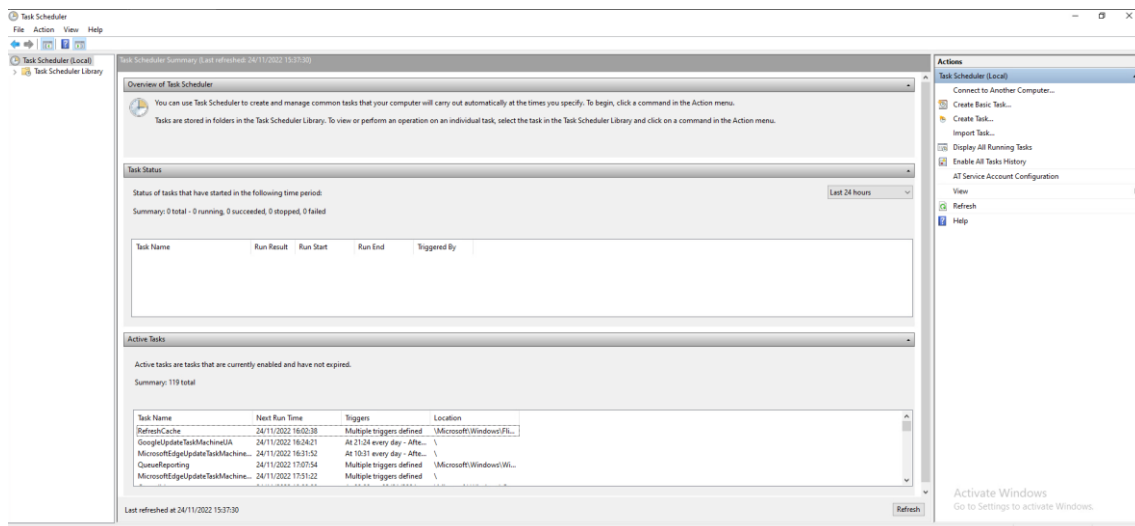 Task Scheduler
File Action View Help
Task Scheduler (Local)
Task Scheduler Library
Task Scheduler Summary (Last refreshed: 24/11/2022 15:37:30)
Overview of Task Scheduler
You can use Task Scheduler to create and manage common tasks that your computer will carry out automatically at the times you specify. To begin, click a command in the Action menu.
Tasks are stored in folders in the Task Scheduler Library. To view or perform an operation on an individual task, select the task in the Task Scheduler Library and click on a command in the Action menu.
Task Status
Status of tasks that have started in the following time period:
Last 24 hours
Summary: 0 total - 0 running, 0 succeeded, 0 stopped, 0 failed
Task Name Run Result Run Start Run End Triggered By
Active Tasks
Active tasks are tasks that are currently enabled and have not expired.
Summary: 119 total
Task Name Next Run Time Triggers Location
RefreshCache 24/11/2022 16:02:38 Multiple triggers defined \Microsoft\Windows\Fli...
GoogleUpdateTaskMachineUA 24/11/2022 16:24:21 At 21:24 every day - Afte... \
MicrosoftEdgeUpdateTaskMachine... 24/11/2022 16:31:52 At 10:31 every day - Afte... \
QueueReporting 24/11/2022 17:07:54 Multiple triggers defined \Microsoft\Windows\Wi...
MicrosoftEdgeUpdateTaskMachine... 24/11/2022 17:51:22 Multiple triggers defined \
Last refreshed at 24/11/2022 15:37:30
Refresh
Actions
Task Scheduler (Local)
Connect to Another Computer...
Create Basic Task...
Create Task...
Import Task...
Display All Running Tasks
Enable All Tasks History
AT Service Account Configuration
View
Refresh
Help
Activate Windows
Go to Settings to activate Windows.